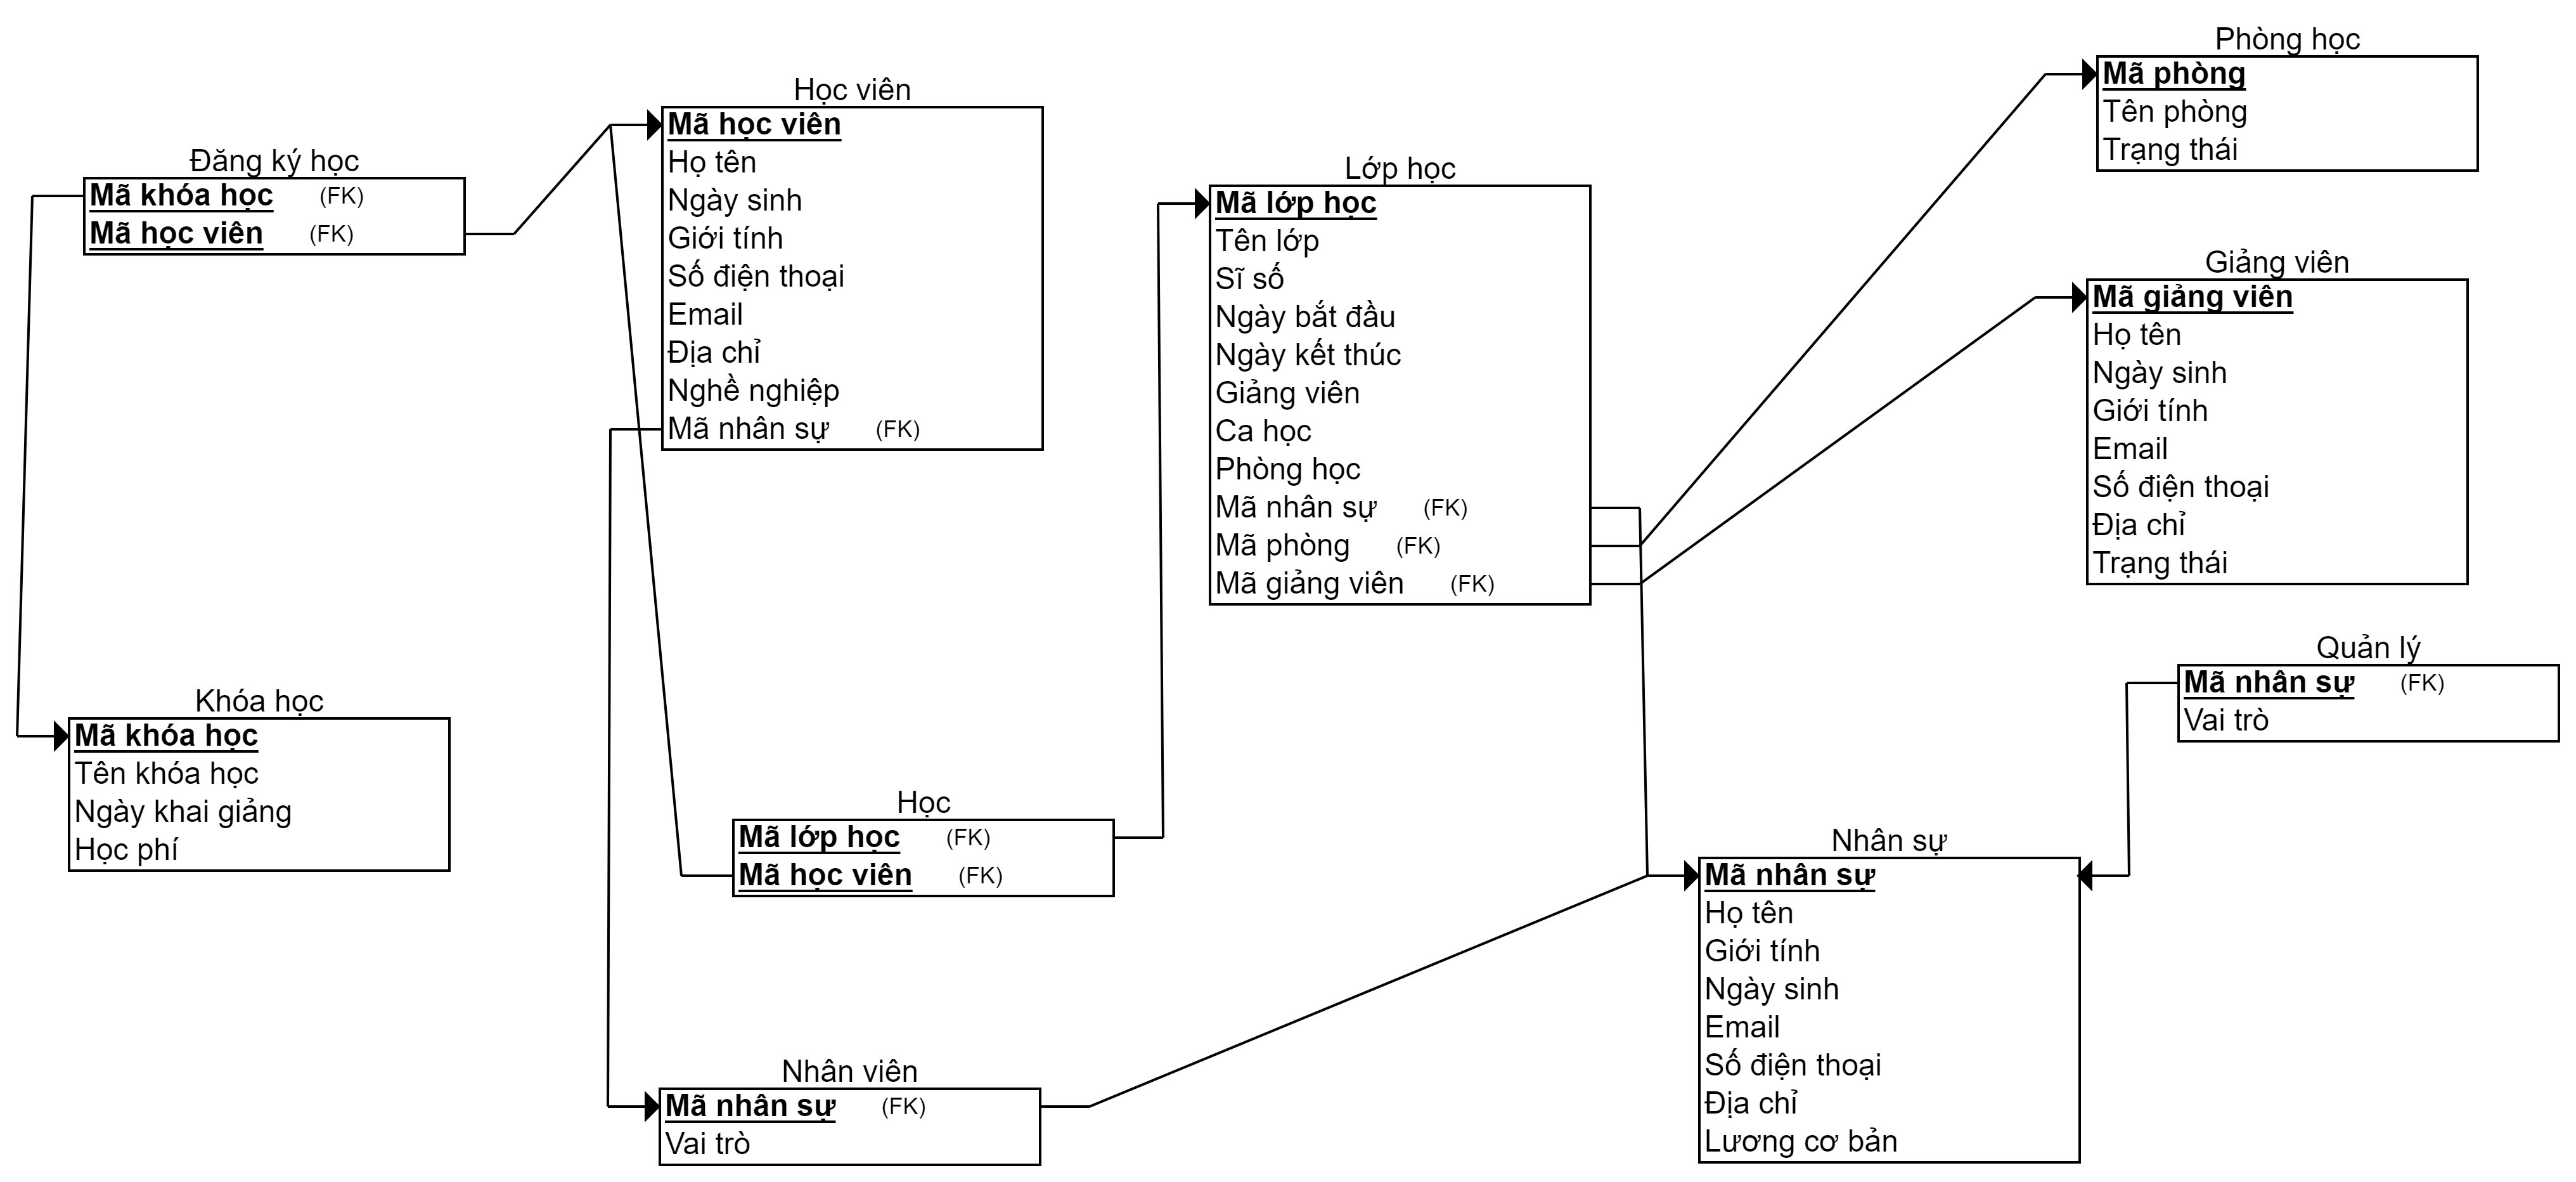 Đăng ký học
Mã khóa học (FK)
Mã học viên (FK)
Khóa học
Mã khóa học
Tên khóa học
Ngày khai giảng
Học phí
Học viên
Mã học viên
Họ tên
Ngày sinh
Giới tính
Số điện thoại
Email
Địa chỉ
Nghề nghiệp
Mã nhân sự (FK)
Học
Mã lớp học (FK)
Mã học viên (FK)
Nhân viên
Mã nhân sự (FK)
Vai trò
Lớp học
Mã lớp học
Tên lớp
Sĩ số
Ngày bắt đầu
Ngày kết thúc
Giảng viên
Ca học
Phòng học
Mã nhân sự (FK)
Mã phòng (FK)
Mã giảng viên (FK)
Phòng học
Mã phòng
Tên phòng
Trạng thái
Giảng viên
Mã giảng viên
Họ tên
Ngày sinh
Giới tính
Email
Số điện thoại
Địa chỉ
Trạng thái
Quản lý
Mã nhân sự (FK)
Vai trò
Nhân sự
Mã nhân sự
Họ tên
Giới tính
Ngày sinh
Email
Số điện thoại
Địa chỉ
Lương cơ bản